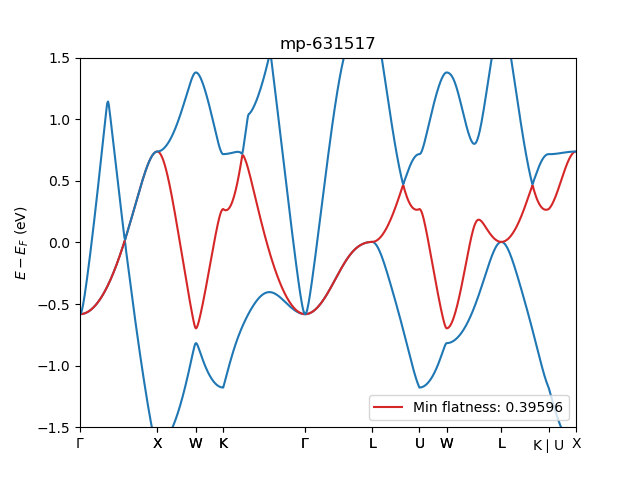 mp-631517
E − E_F (eV)
1.5
1.0
0.5
0.0
−0.5
−1.0
−1.5
Min flatness: 0.39596
Γ X W K Γ L U W L K | U X